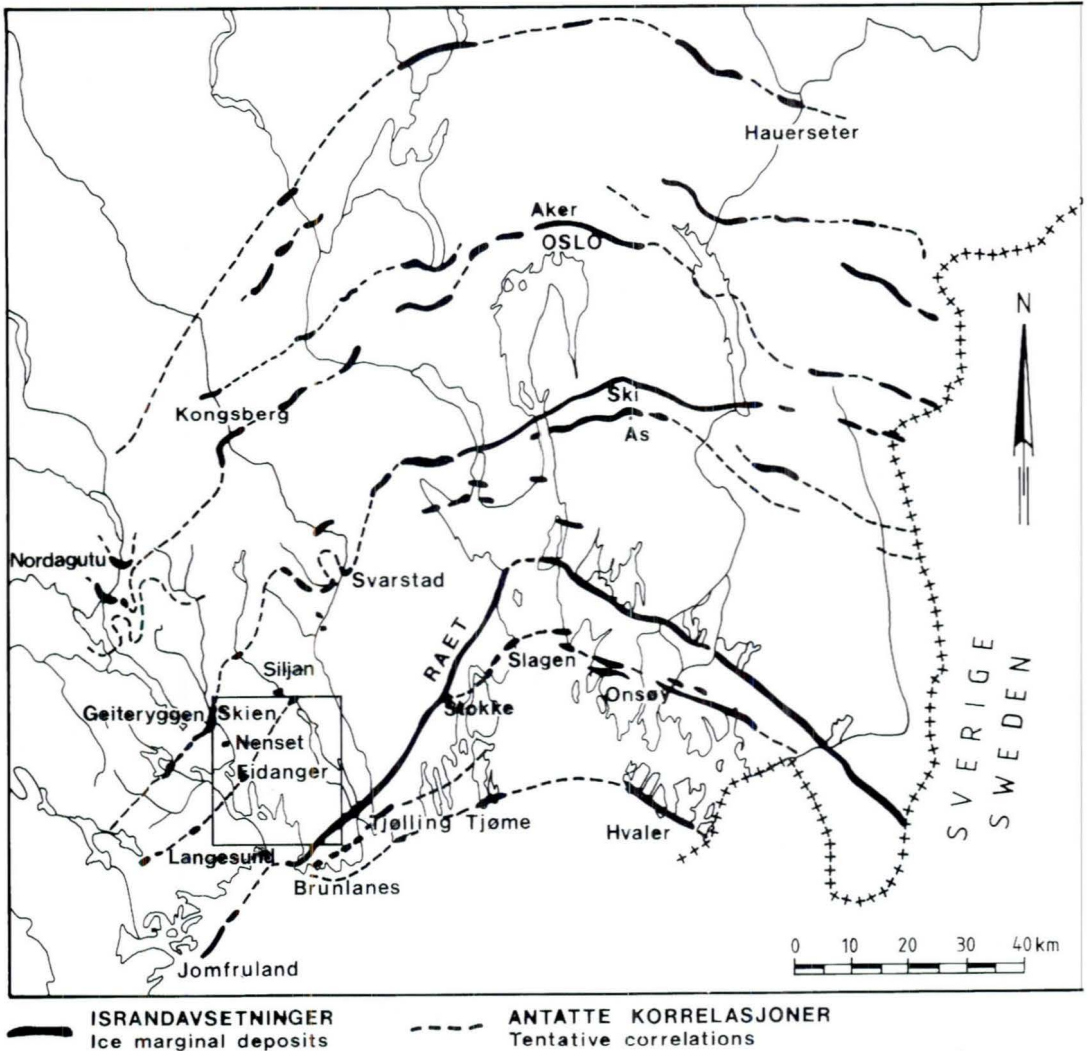 Hauerseter
Aker
OSLO
N
Kongsberg
Ski
Ås
Nordagutu
Svarstad
RAET
Slagen
Siljan
Onsøy
Stokke
Geiteryggen
Skien
Nenset
Eidanger
SVERIGE
SWEDEN
Tjølling
Tjøme
Hvaler
Langesund
Brunlanes
Jomfruland
0 10 20 30 40 km
ISRANDAVSETNINGER
Ice marginal deposits
ANTATTE KORRELASJONER
Tentative correlations